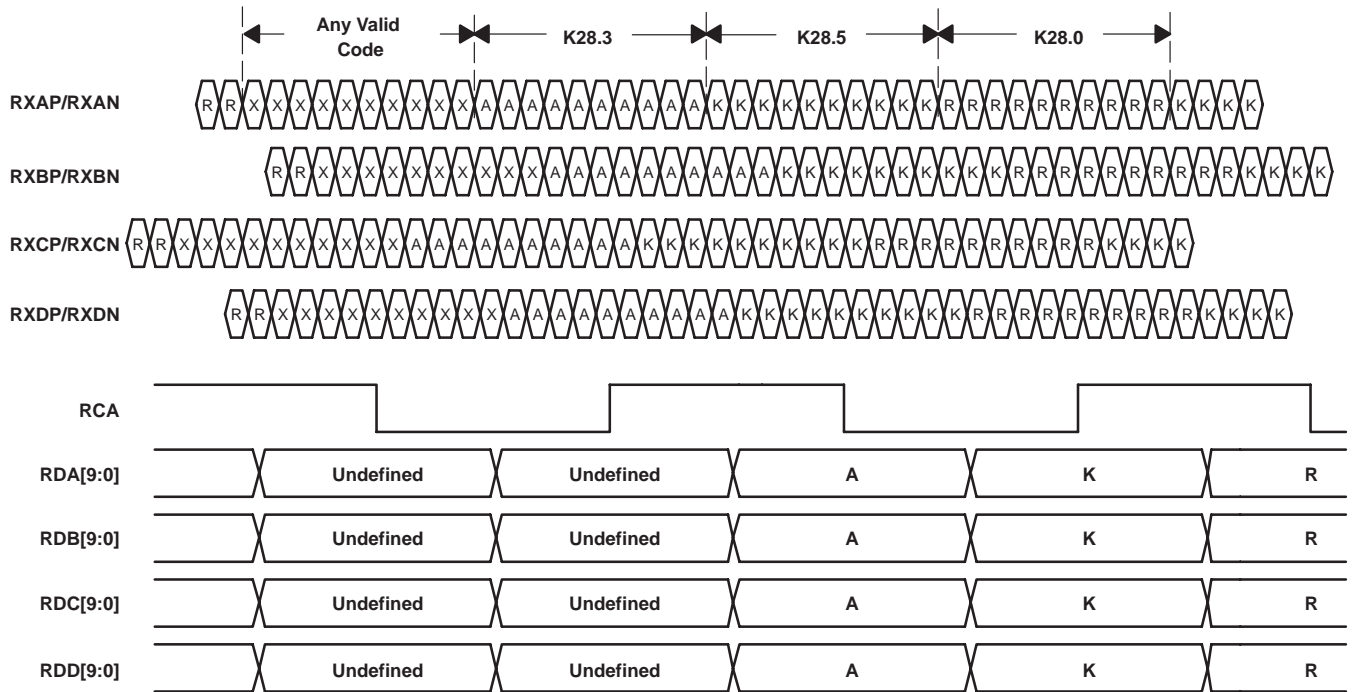 Any Valid
Code
K28.3
K28.5
K28.0
RXAP/RXAN R R X X X X X X X X X X A A A A A A A A A A K K K K K K K K K K R R R R R R R R R R K K K K
RXBP/RXBN R R X X X X X X X X X X A A A A A A A A A A K K K K K K K K K K R R R R R R R R R R K K K K
RXCP/RXCN R R X X X X X X X X X X A A A A A A A A A A K K K K K K K K K K R R R R R R R R R R K K K K
RXDP/RXDN R R X X X X X X X X X X A A A A A A A A A A K K K K K K K K K K R R R R R R R R R R K K K K
RCA
RDA[9:0] Undefined Undefined A K R
RDB[9:0] Undefined Undefined A K R
RDC[9:0] Undefined Undefined A K R
RDD[9:0] Undefined Undefined A K R